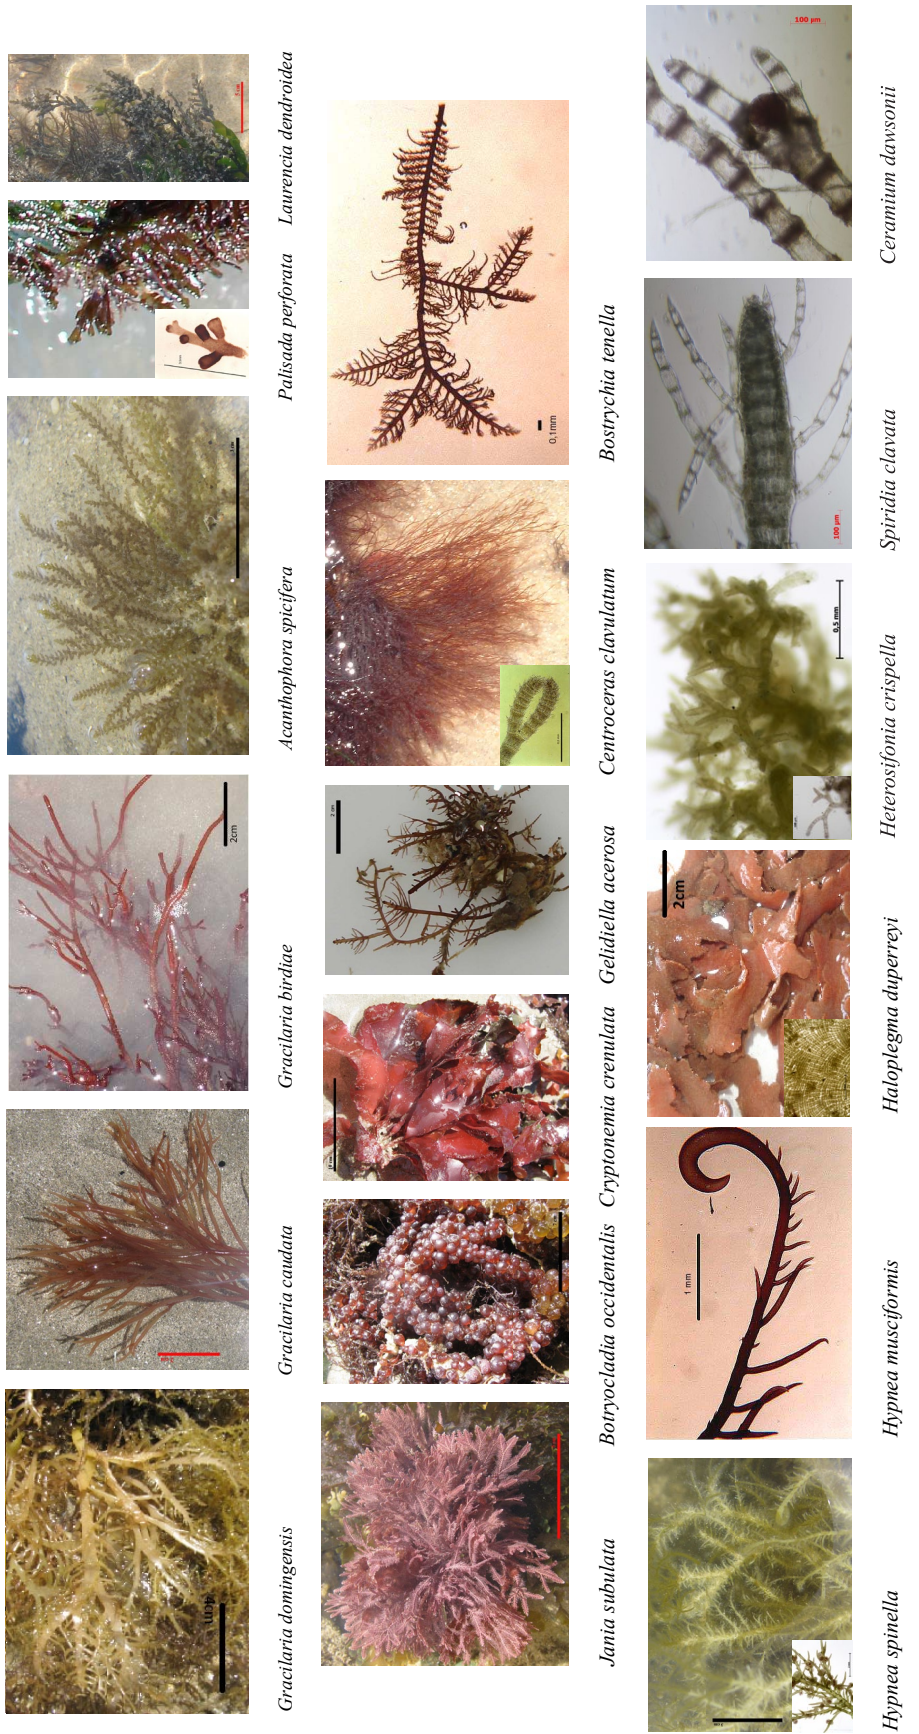 Gracilaria domingensis
Gracilaria caudata
Gracilaria birdiae
Acanthophora spicifera
Palisada perforata
Laurencia dendroidea
4cm
2cm
Jania subulata
Botryocladia occidentalis
Cryptonemia crenulata
Gelidiella acerosa
Centroceras clavulatum
Bostrychia tenella
2 cm
0,1mm
Hypnea spinella
Hypnea musciformis
Haloplegma duperreyi
Heterosifonia crispella
Spiridia clavata
Ceramium dawsonii
1 mm
2cm
0,5 mm
100 µm
100 µm